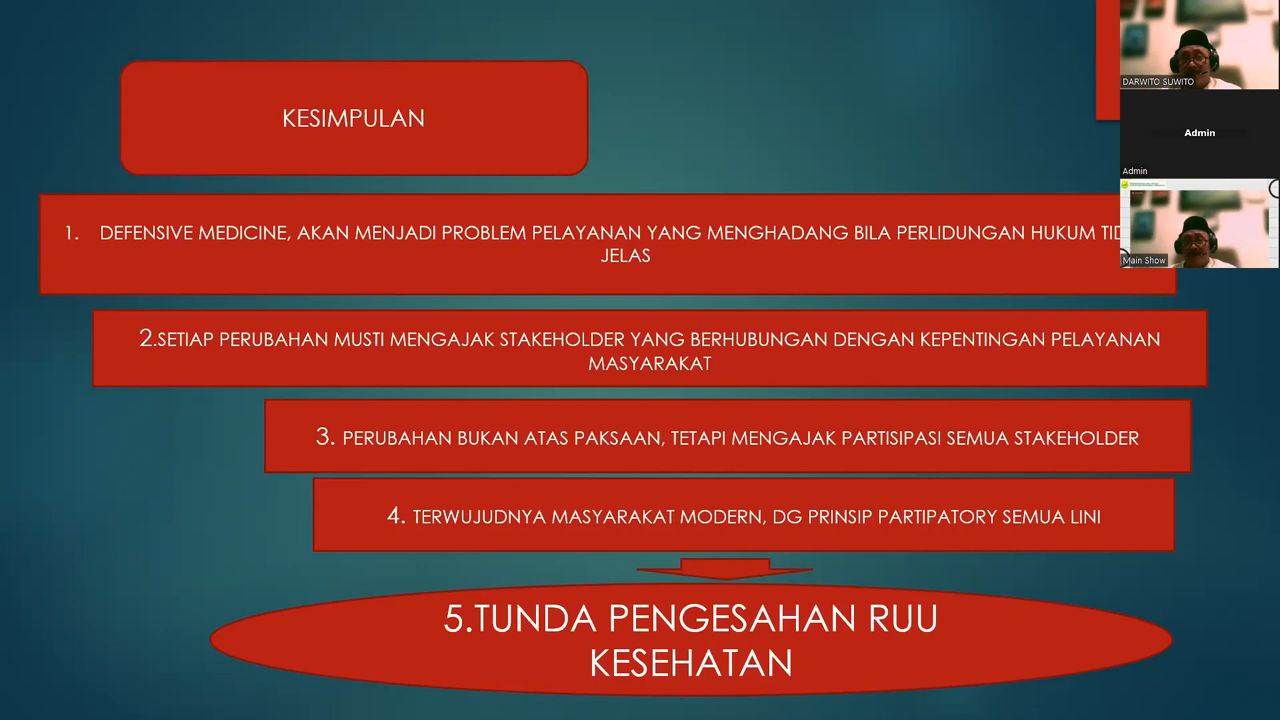 KESIMPULAN
1. DEFENSIVE MEDICINE, AKAN MENJADI PROBLEM PELAYANAN YANG MENGHADANG BILA PERLIDUNGAN HUKUM
JELAS
2.SETIAP PERUBAHAN MUSTI MENGAJAK STAKEHOLDER YANG BERHUBUNGAN DENGAN KEPENTINGAN PELAYANAN
MASYARAKAT
3. PERUBAHAN BUKAN ATAS PAKSAAN, TETAPI MENGAJAK PARTISIPASI SEMUA STAKEHOLDER
4. TERWUJUDNYA MASYARAKAT MODERN, DG PRINSIP PARTIPATORY SEMUA LINI
5.TUNDA PENGESAHAN RUU
KESEHATAN
DARWITO SUWITO
Admin
Admin
Main Show